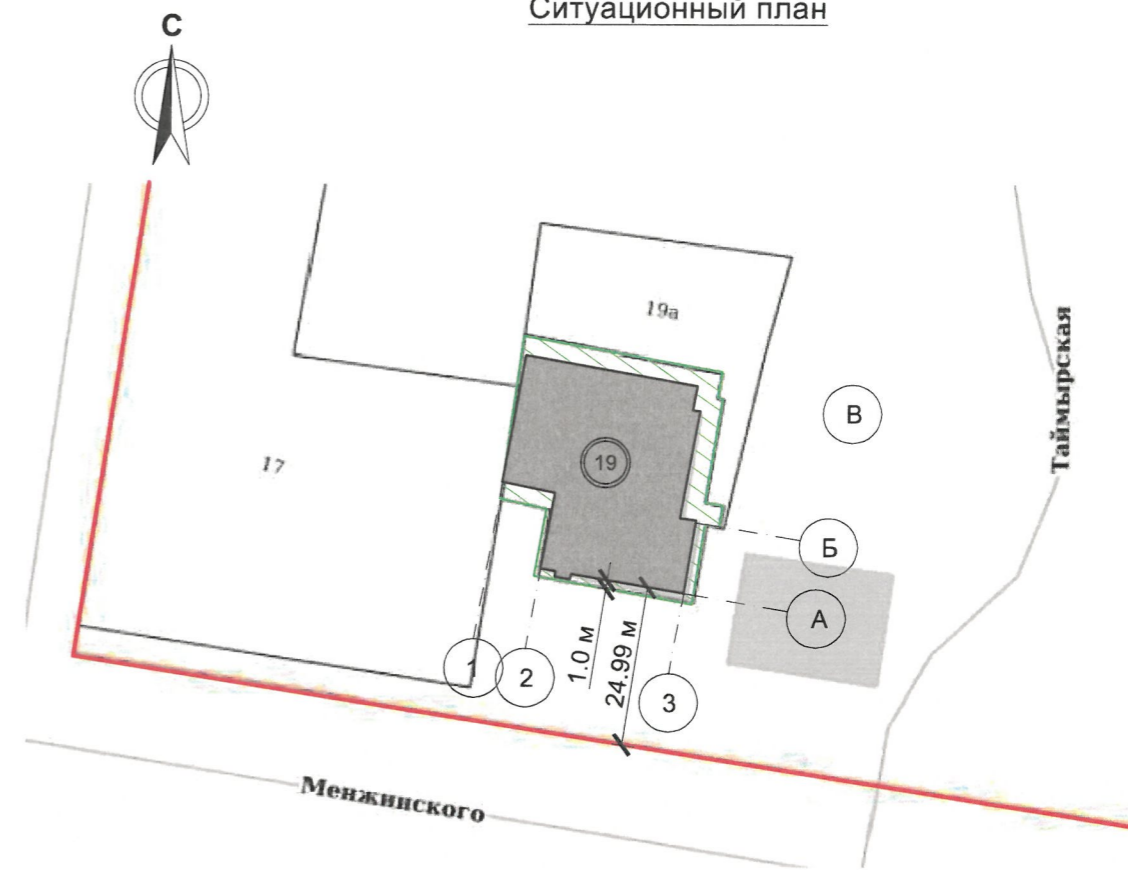 Ситуационный план
С
19а
Таймырская
В
17
19
Б
А
1
2
1.0 м
24.99 м
3
Менжинского